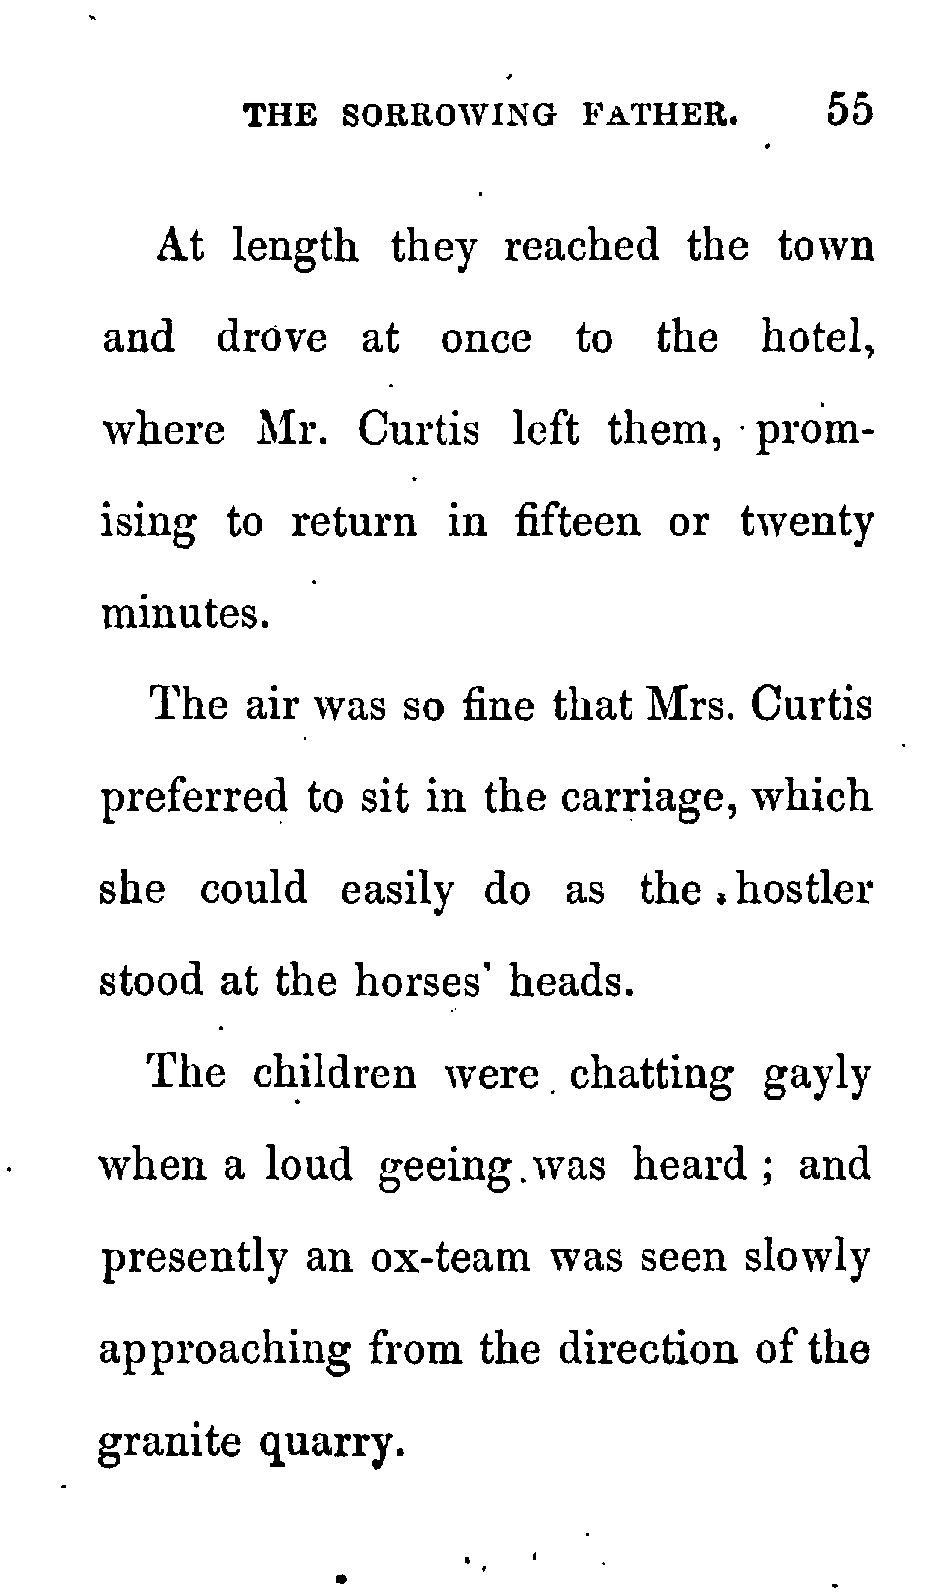 THE SORROWING FATHER. 55
At length they reached the town
and drove at once to the hotel,
where Mr. Curtis left them, prom-
ising to return in fifteen or twenty
minutes.
The air was so fine that Mrs. Curtis
preferred to sit in the carriage, which
she could easily do as the hostler
stood at the horses' heads.
The children were chatting gayly
when a loud geeing was heard ; and
presently an ox-team was seen slowly
approaching from the direction of the
granite quarry.